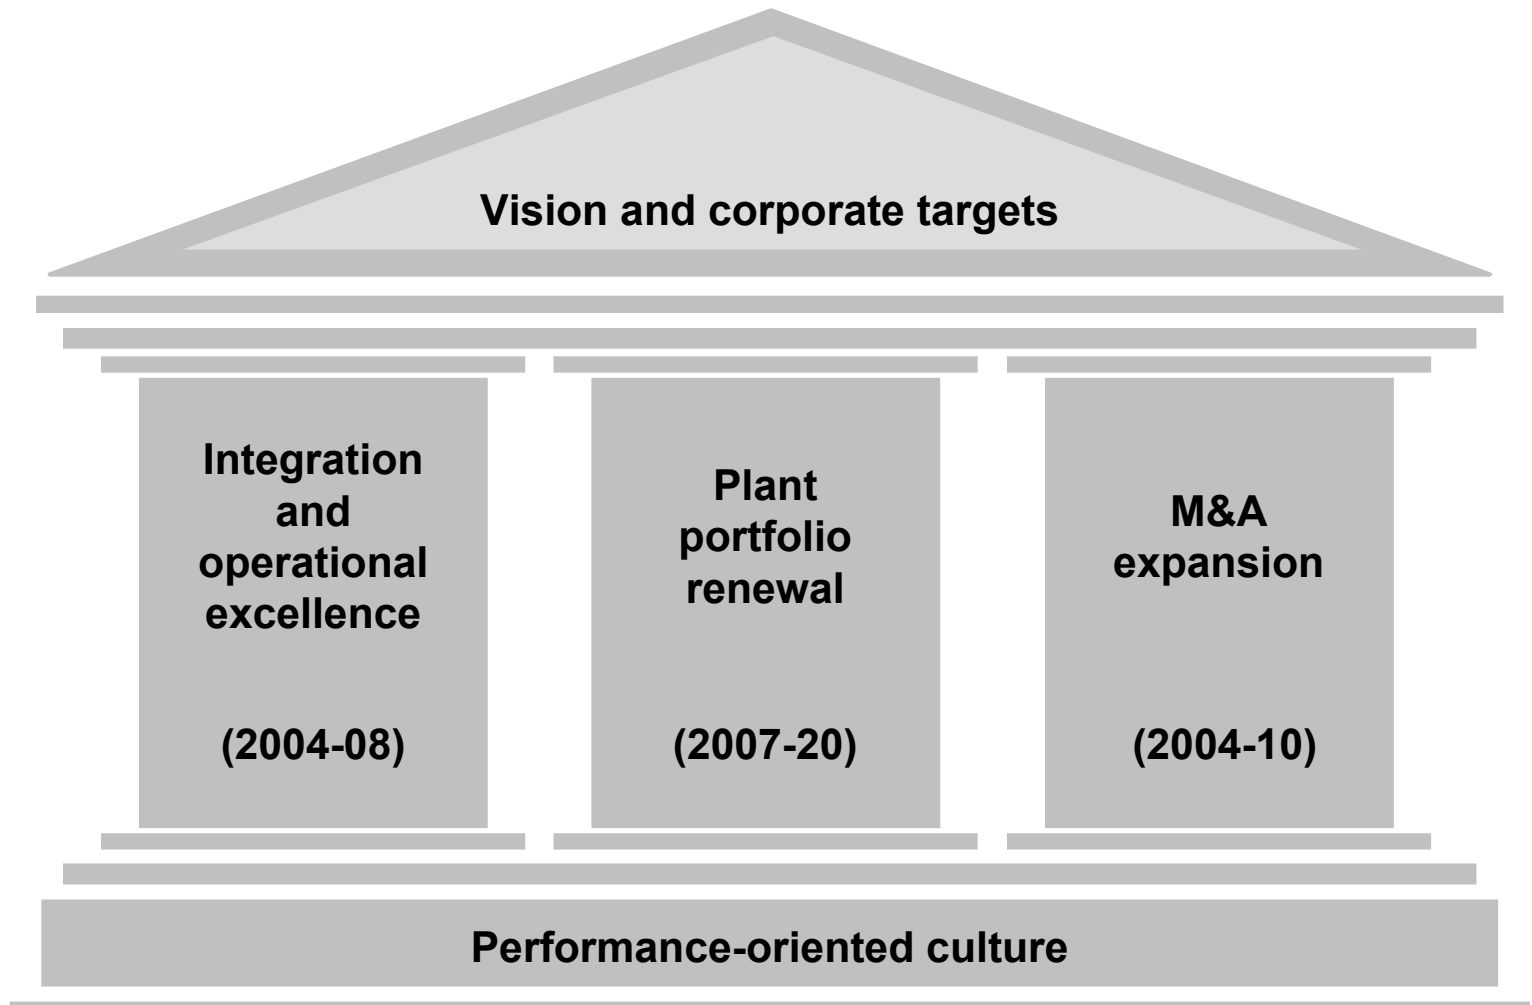 Vision and corporate targets
Integration
and
operational
excellence
(2004-08)
Plant
portfolio
renewal
(2007-20)
M&A
expansion
(2004-10)
Performance-oriented culture